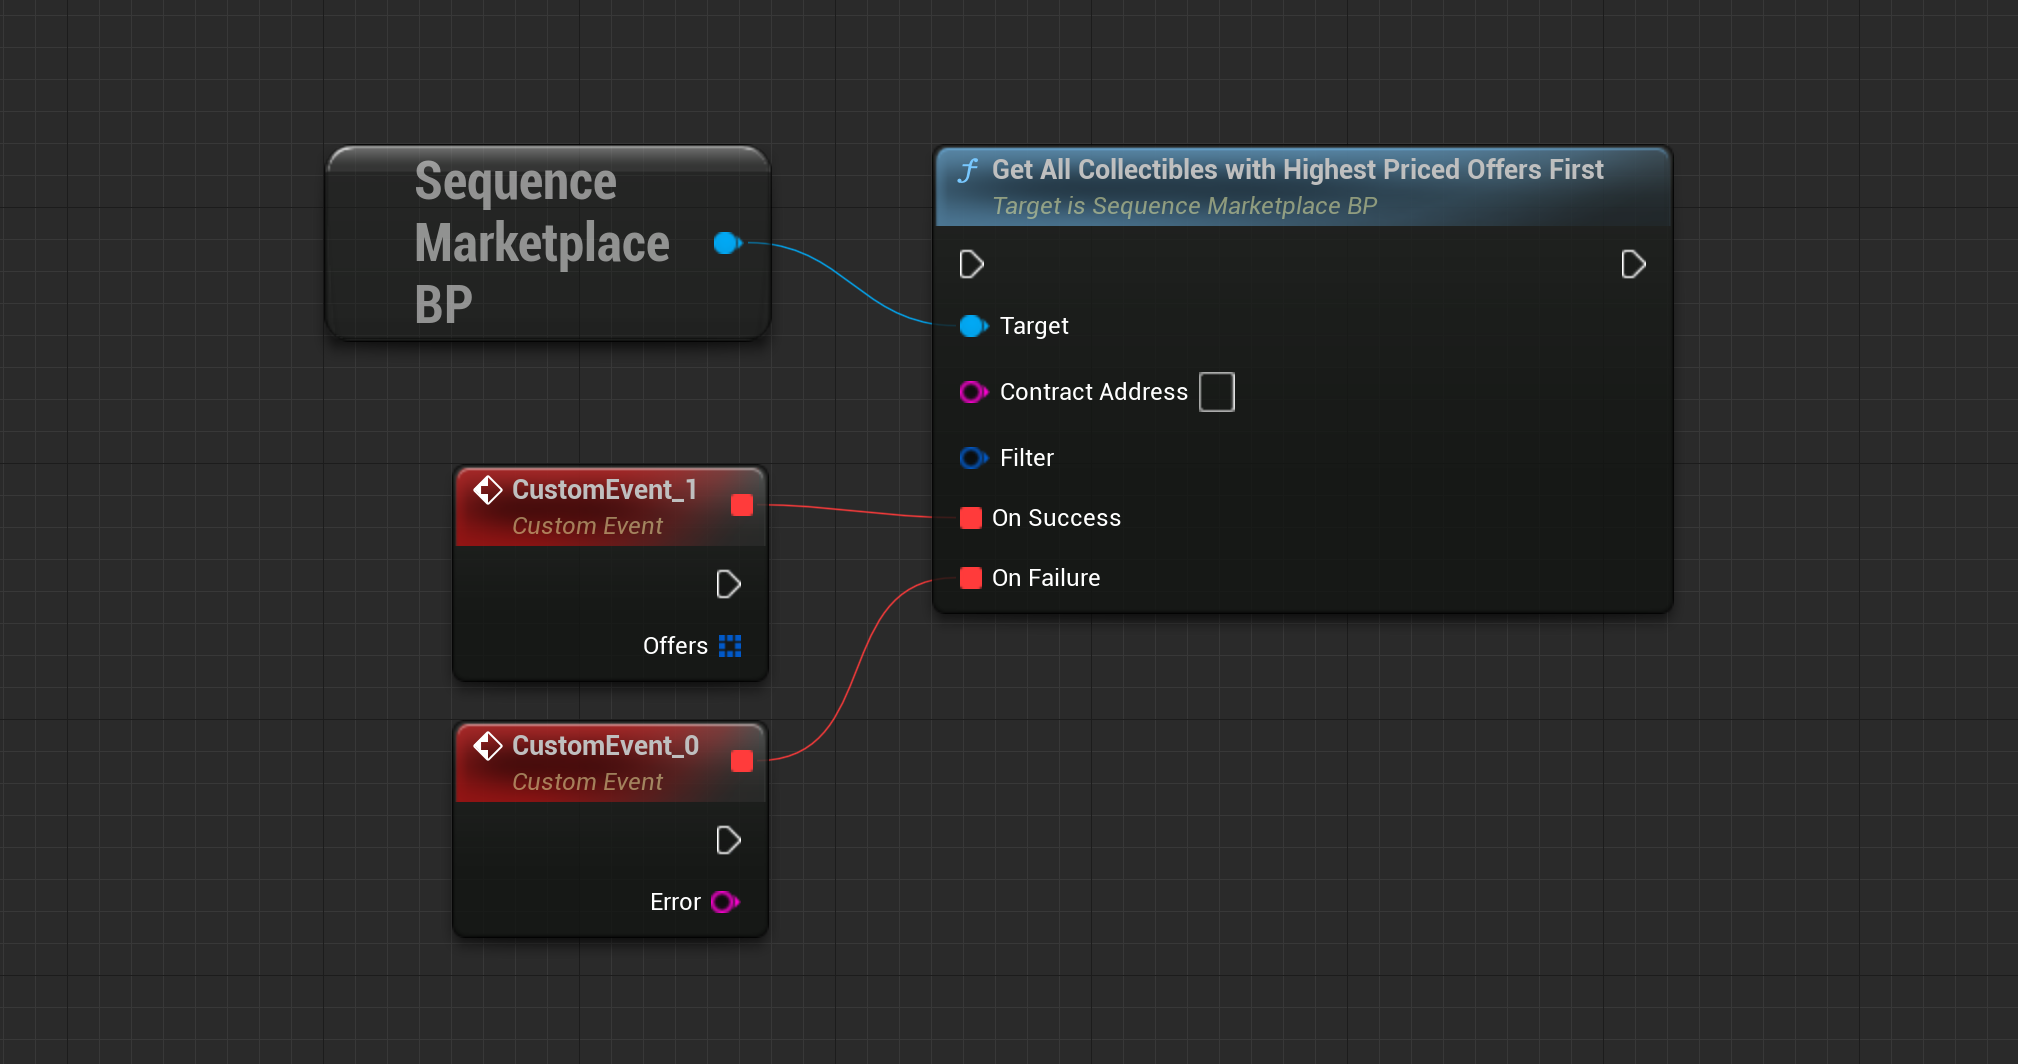 Sequence
Marketplace
BP
Get All Collectibles with Highest Priced Offers First
Target is Sequence Marketplace BP
Target
Contract Address
Filter
On Success
On Failure
CustomEvent_1
Custom Event
Offers
CustomEvent_0
Custom Event
Error